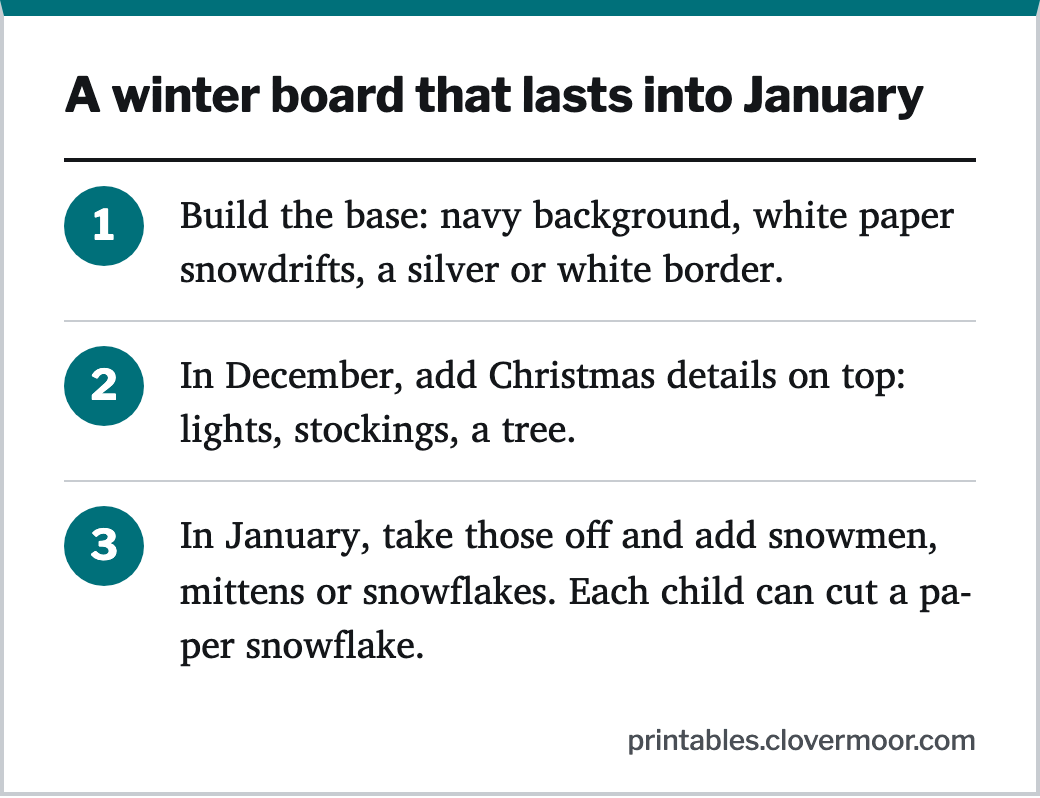 A winter board that lasts into January
1
Build the base: navy background, white paper
snowdrifts, a silver or white border.
2
In December, add Christmas details on top:
lights, stockings, a tree.
3
In January, take those off and add snowmen,
mittens or snowflakes. Each child can cut a pa-
per snowflake.
printables.clovermoor.com